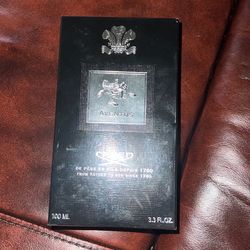 AVENTUS
CREED
DE PÈRE EN FILS DEPUIS 1760
FROM FATHER TO SON SINCE 1760
100 ML 3.3 FL.OZ.